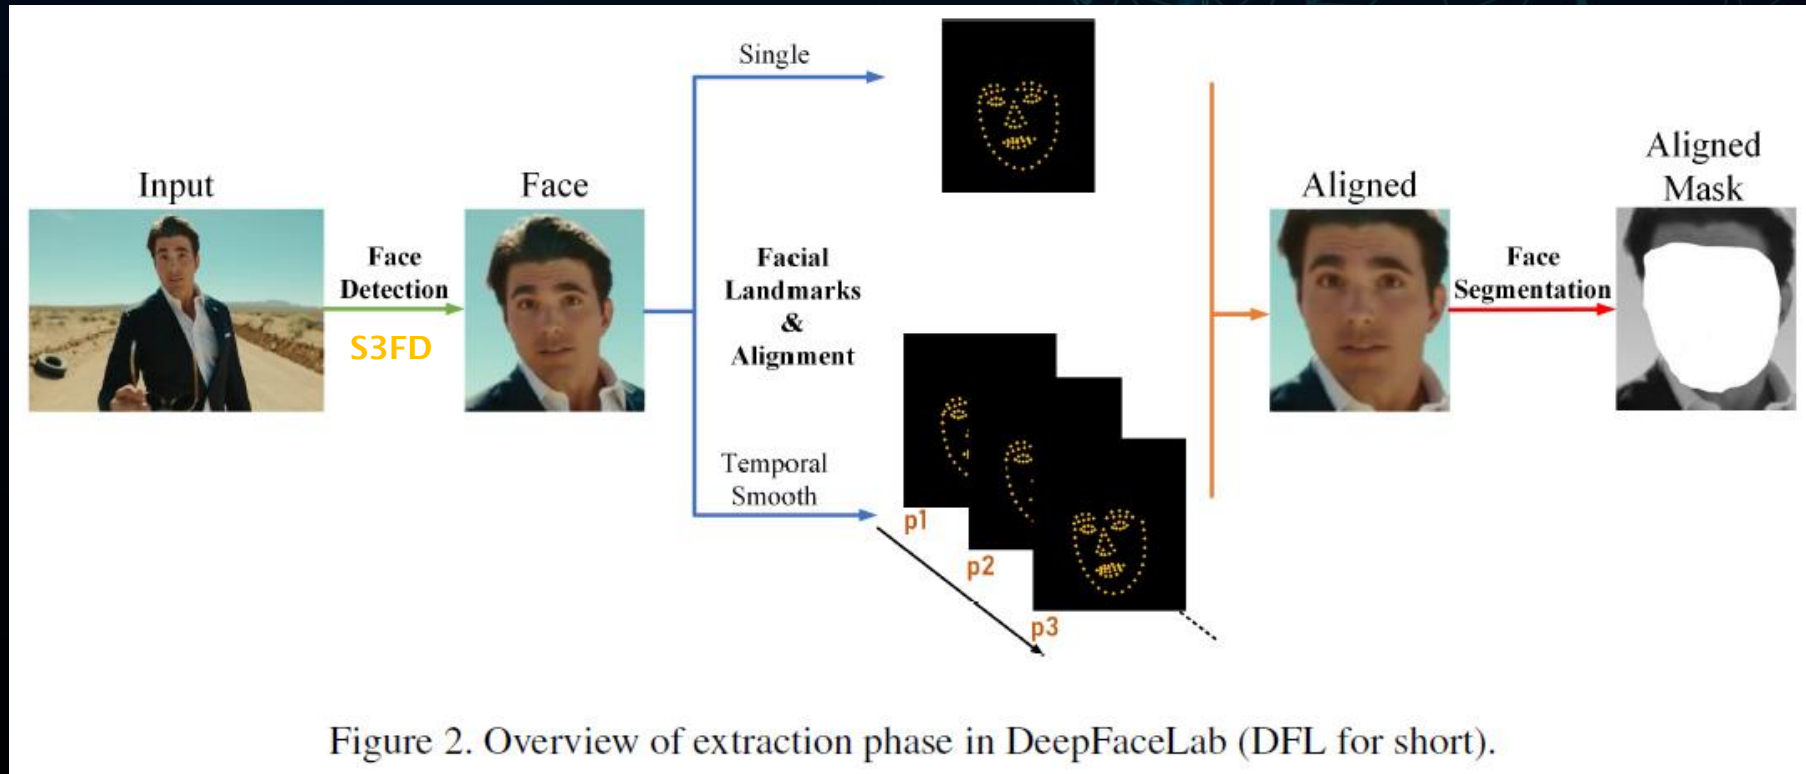 Input
Face
Detection
S3FD
Face
Single
Facial
Landmarks
&
Alignment
Temporal
Smooth
p1
p2
p3
Aligned
Face
Segmentation
Aligned
Mask
Figure 2. Overview of extraction phase in DeepFaceLab (DFL for short).